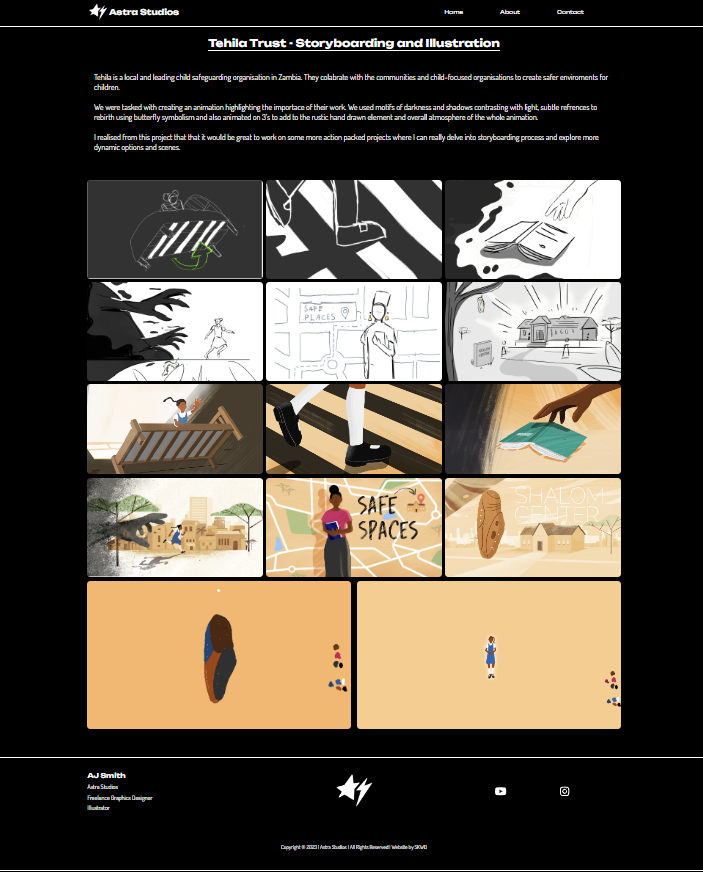 Astra Studios
Home About Contact
Tehila Trust - Storyboarding and Illustration
Tehila is a local and leading child safeguarding organisation in Zambia. They colabrate with the communities and child-focused organisations to create safer enviroments for
children.
We were tasked with creating an animation highlighting the importace of their work. We used motifs of darkness and shadows contrasting with light, subtle refrences to
rebirth using butterfly symbolism and also animated on 3's to add to the rustic hand drawn element and overall atmosphere of the whole animation.
I realised from this project that that it would be great to work on some more action packed projects where I can really delve into storyboarding process and explore more
dynamic options and scenes.
SAFE
PLACES
SAFE
SPACES
SHALOM
CENTER
AJ Smith
Astra Studios
Freelance Graphics Designer
Illustrator
Copyright © 2023 | Astra Studios | All Rights Reserved | Website by SKWD